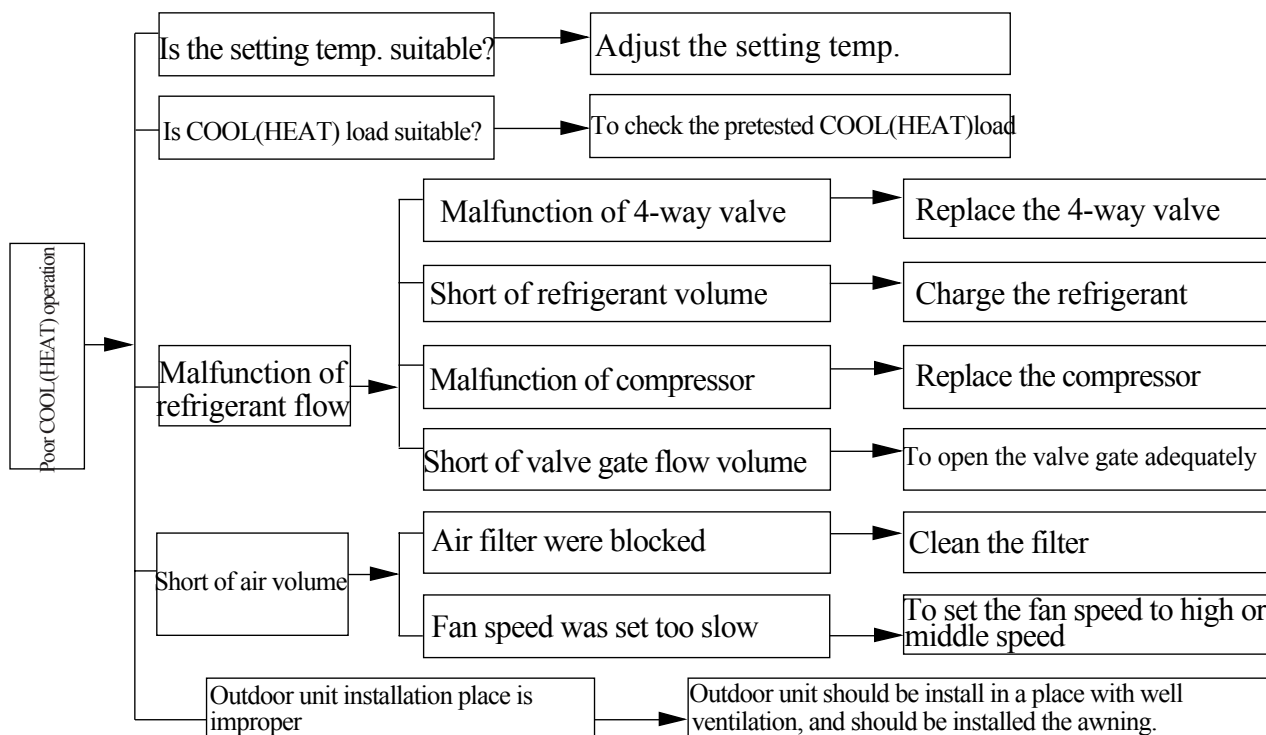 Poor COOL(HEAT) operation
Is the setting temp. suitable?
Adjust the setting temp.
Is COOL(HEAT) load suitable?
To check the pretested COOL(HEAT)load
Malfunction of
refrigerant flow
Malfunction of 4-way valve
Replace the 4-way valve
Short of refrigerant volume
Charge the refrigerant
Malfunction of compressor
Replace the compressor
Short of valve gate flow volume
To open the valve gate adequately
Short of air volume
Air filter were blocked
Clean the filter
Fan speed was set too slow
To set the fan speed to high or
middle speed
Outdoor unit installation place is
improper
Outdoor unit should be install in a place with well
ventilation, and should be installed the awning.